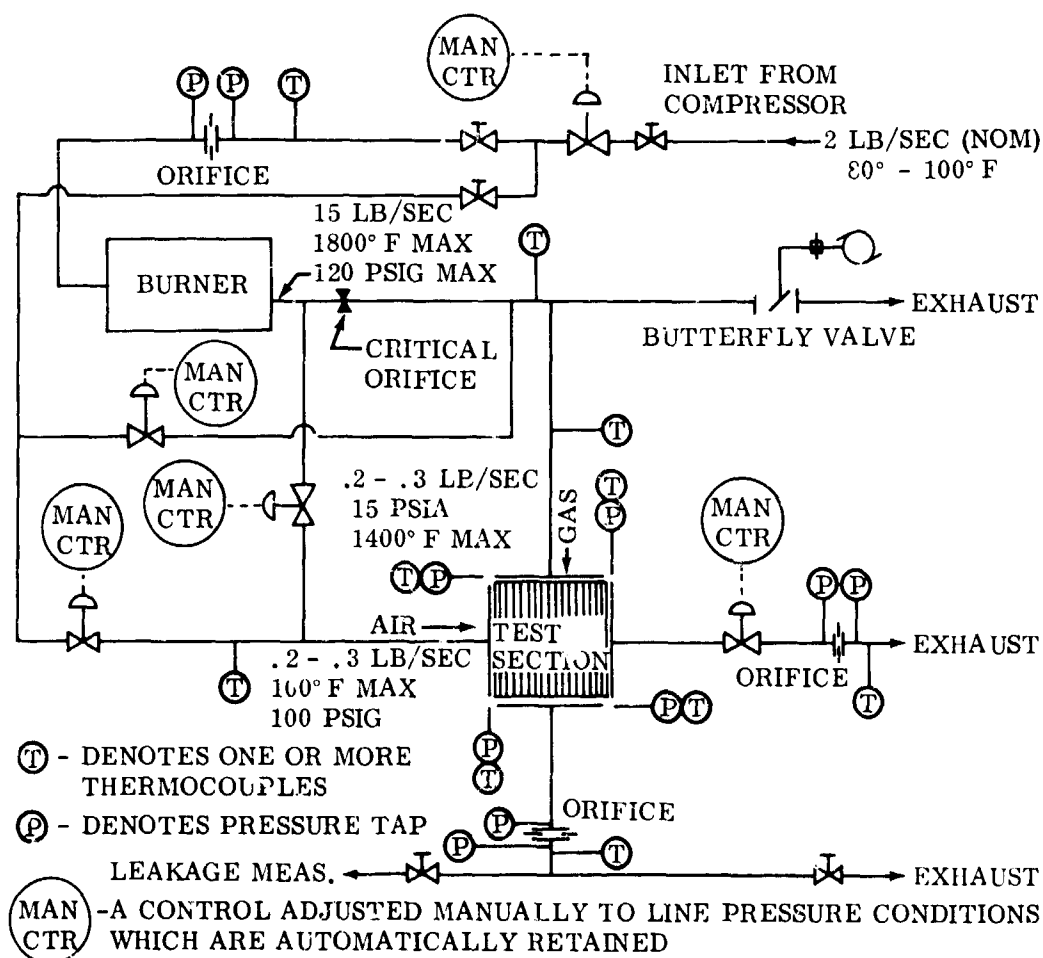 MAN
CTR
INLET FROM
COMPRESSOR
P P T
2 LB/SEC (NOM)
80° - 100° F
ORIFICE
15 LB/SEC
1800° F MAX
120 PSIG MAX
T
BURNER
EXHAUST
BUTTERFLY VALVE
CRITICAL
ORIFICE
MAN
CTR
T
MAN
CTR
.2 - .3 LB/SEC
15 PSIA
1400° F MAX
GAS
T
P
MAN
CTR
MAN
CTR
T P
P P
AIR
TEST
SECTION
EXHAUST
.2 - .3 LB/SEC
100° F MAX
100 PSIG
T
ORIFICE
T
P T
P
T
T - DENOTES ONE OR MORE
THERMOCOUPLES
P - DENOTES PRESSURE TAP
ORIFICE
P
P
T
LEAKAGE MEAS.
EXHAUST
MAN
CTR
-A CONTROL ADJUSTED MANUALLY TO LINE PRESSURE CONDITIONS
WHICH ARE AUTOMATICALLY RETAINED